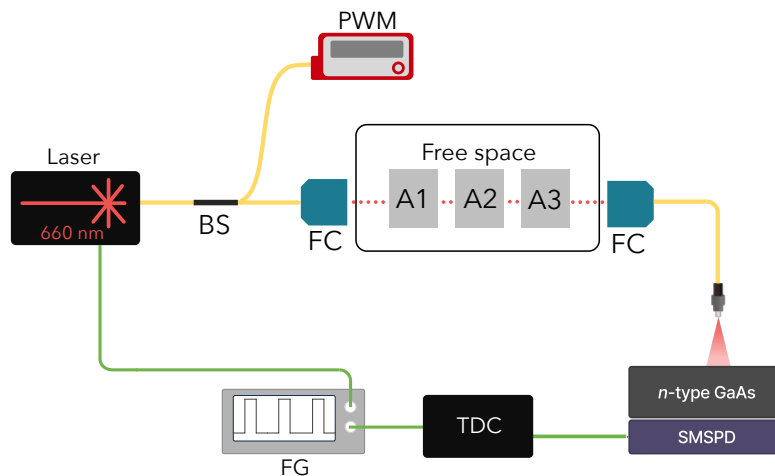 PWM
Laser
660 nm
BS
FC
Free space
A1
A2
A3
FC
n-type GaAs
SMSPD
TDC
FG